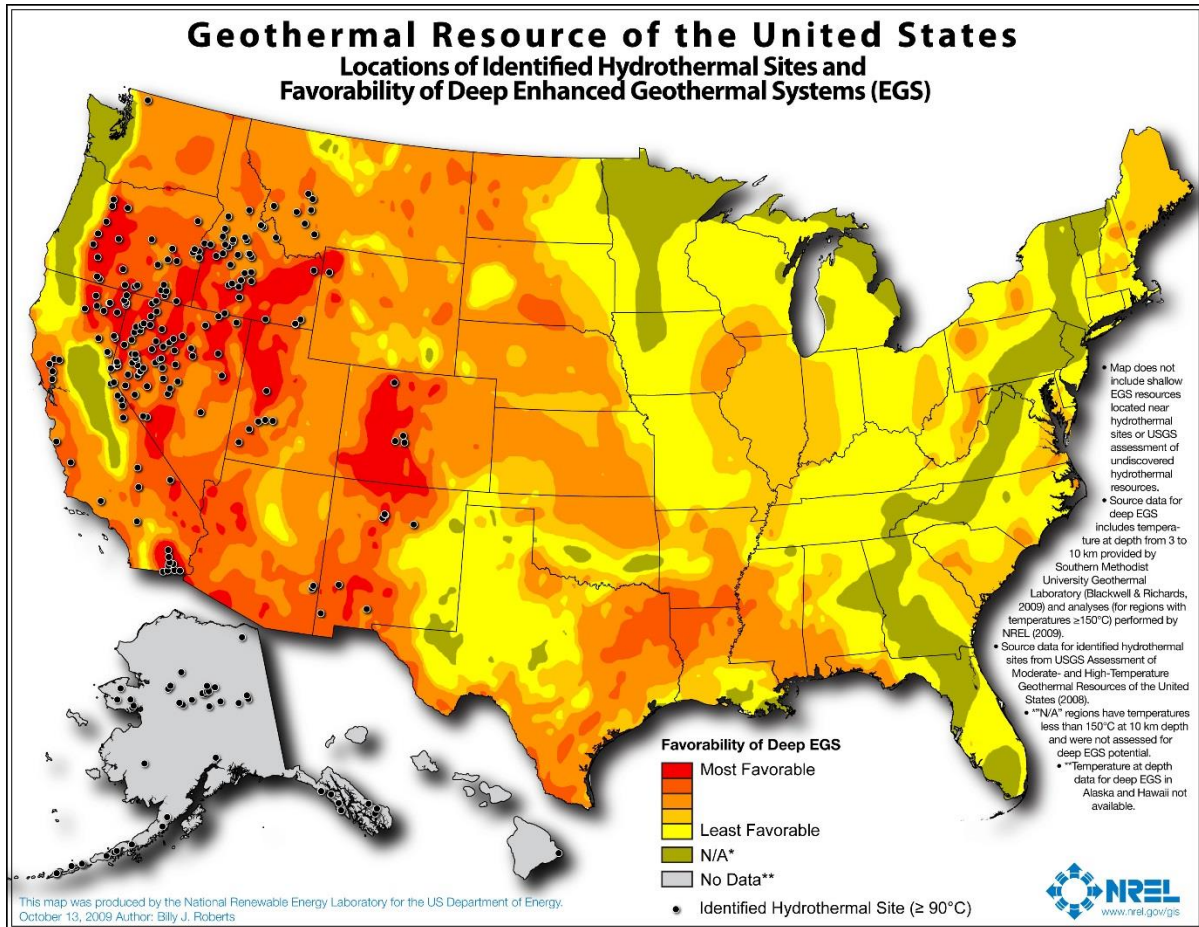 Geothermal Resource of the United States
Locations of Identified Hydrothermal Sites and
Favorability of Deep Enhanced Geothermal Systems (EGS)
• Map does not
include shallow
EGS resources
located near
hydrothermal
sites or USGS
assessment of
undiscovered
hydrothermal
resources.
• Source data for
deep EGS
includes tempera-
ture at depth from 3 to
10 km provided by
Southern Methodist
University Geothermal
Laboratory (Blackwell & Richards,
2009) and analyses (for regions with
temperatures ≥150°C) performed by
NREL (2009).
• Source data for identified hydrothermal
sites from USGS Assessment of
Moderate- and High-Temperature
Geothermal Resources of the United
States (2008).
• *"N/A" regions have temperatures
less than 150°C at 10 km depth
and were not assessed for
deep EGS potential.
• **Temperature at depth
data for deep EGS in
Alaska and Hawaii not
available.
Favorability of Deep EGS
Most Favorable
Least Favorable
N/A*
No Data**
Identified Hydrothermal Site (≥ 90°C)
This map was produced by the National Renewable Energy Laboratory for the US Department of Energy.
October 13, 2009 Author: Billy J. Roberts
NREL
www.nrel.gov/gis